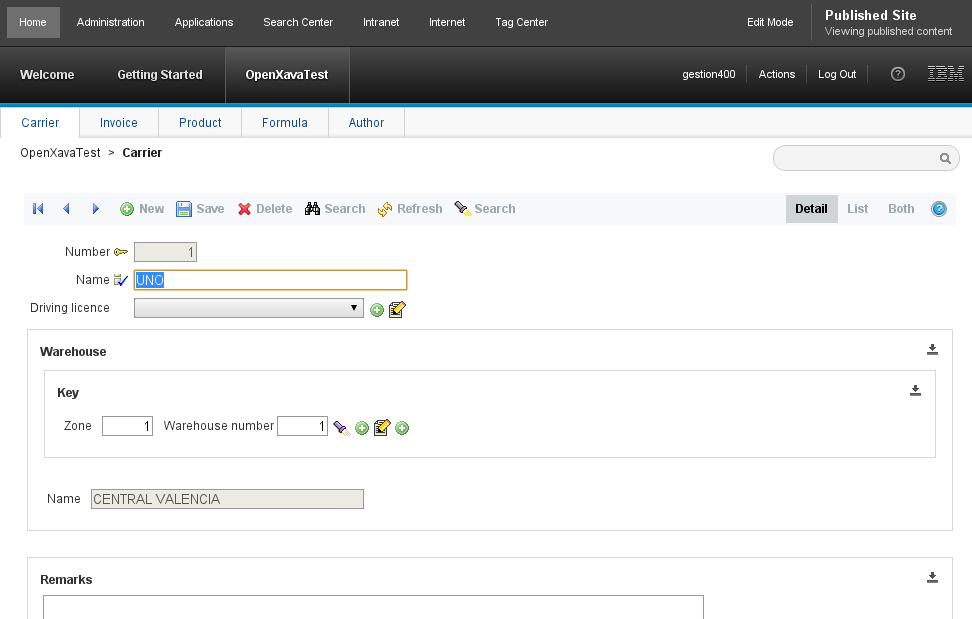 Home Administration Applications Search Center Intranet Internet Tag Center Edit Mode Published Site
Viewing published content
Welcome Getting Started OpenXavaTest gestion400 Actions Log Out ? IBM
Carrier Invoice Product Formula Author
OpenXavaTest > Carrier
New Save Delete Search Refresh Search Detail List Both ?
Number 1
Name UNO
Driving licence
Warehouse
Key
Zone 1 Warehouse number 1
Name CENTRAL VALENCIA
Remarks